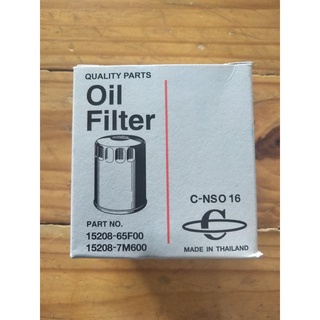 QUALITY PARTS
Oil
Filter
PART NO.
15208-65F00
15208-7M600
C-NSO 16
C
MADE IN THAILAND